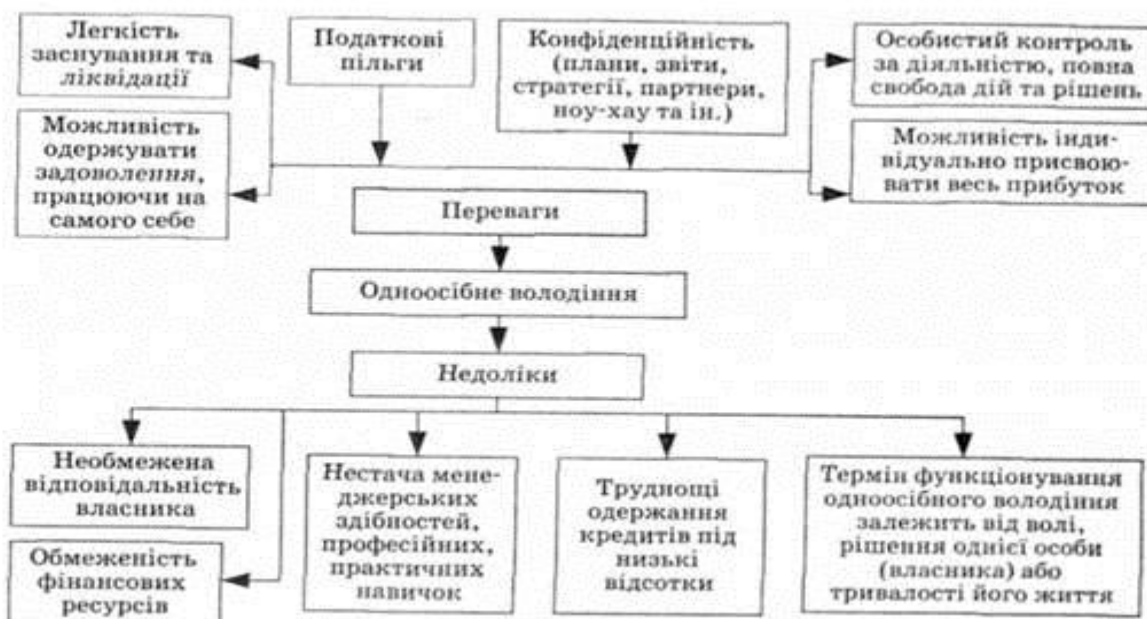 Легкість
заснування та
ліквідації
Податкові
пільги
Конфіденційність
(плани, звіти,
стратегії, партнери,
ноу-хау та ін.)
Особистий контроль
за діяльністю, повна
свобода дій та рішень
Можливість
одержувати
задоволення,
працюючи на
самого себе
Можливість інди-
відуально присвою-
вати весь прибуток
Переваги
Одноосібне володіння
Недоліки
Необмежена
відповідальність
власника
Обмеженість
фінансових
ресурсів
Нестача мене-
джерських
здібностей,
професійних,
практичних
навичок
Труднощі
одержання
кредитів під
низькі
відсотки
Термін функціонування
одноосібного володіння
залежить від волі,
рішення однієї особи
(власника) або
тривалості його життя